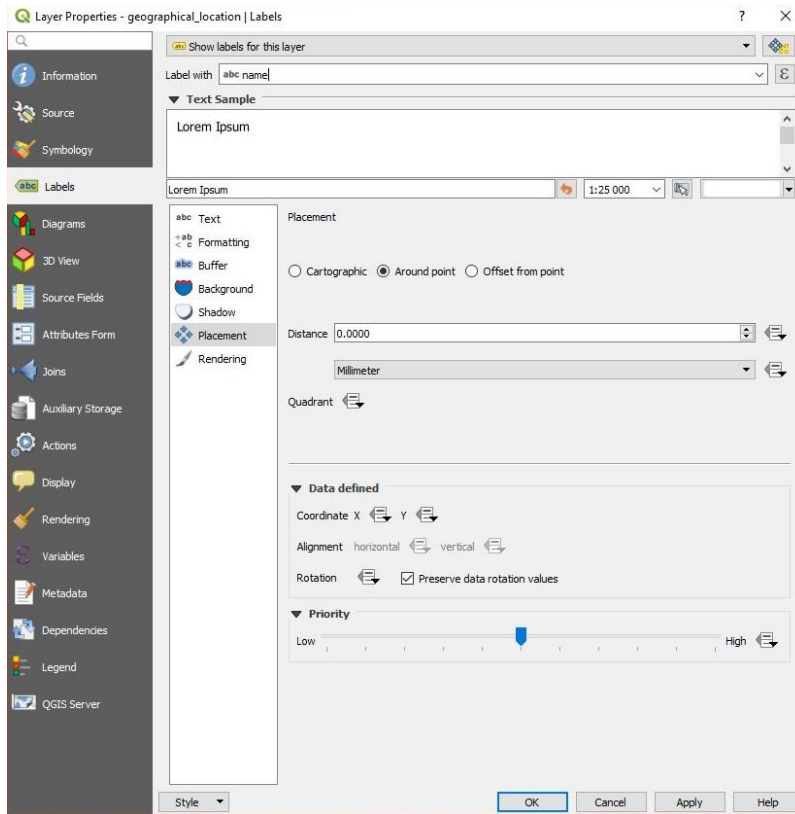 Layer Properties - geographical_location | Labels
? X
Information
Source
Symbology
abc Labels
Diagrams
3D View
Source Fields
Attributes Form
Joins
Auxiliary Storage
Actions
Display
Rendering
Variables
Metadata
Dependencies
Legend
QGIS Server
abc Show labels for this layer
Label with abc name ε
Text Sample
Lorem Ipsum
Lorem Ipsum 1:25 000
abc Text
+ab < c Formatting
abc Buffer
Background
Shadow
Placement
Rendering
Placement
Cartographic Around point Offset from point
Distance 0.0000
Millimeter
Quadrant
Data defined
Coordinate X Y
Alignment horizontal vertical
Rotation Preserve data rotation values
Priority
Low High
Style OK Cancel Apply Help